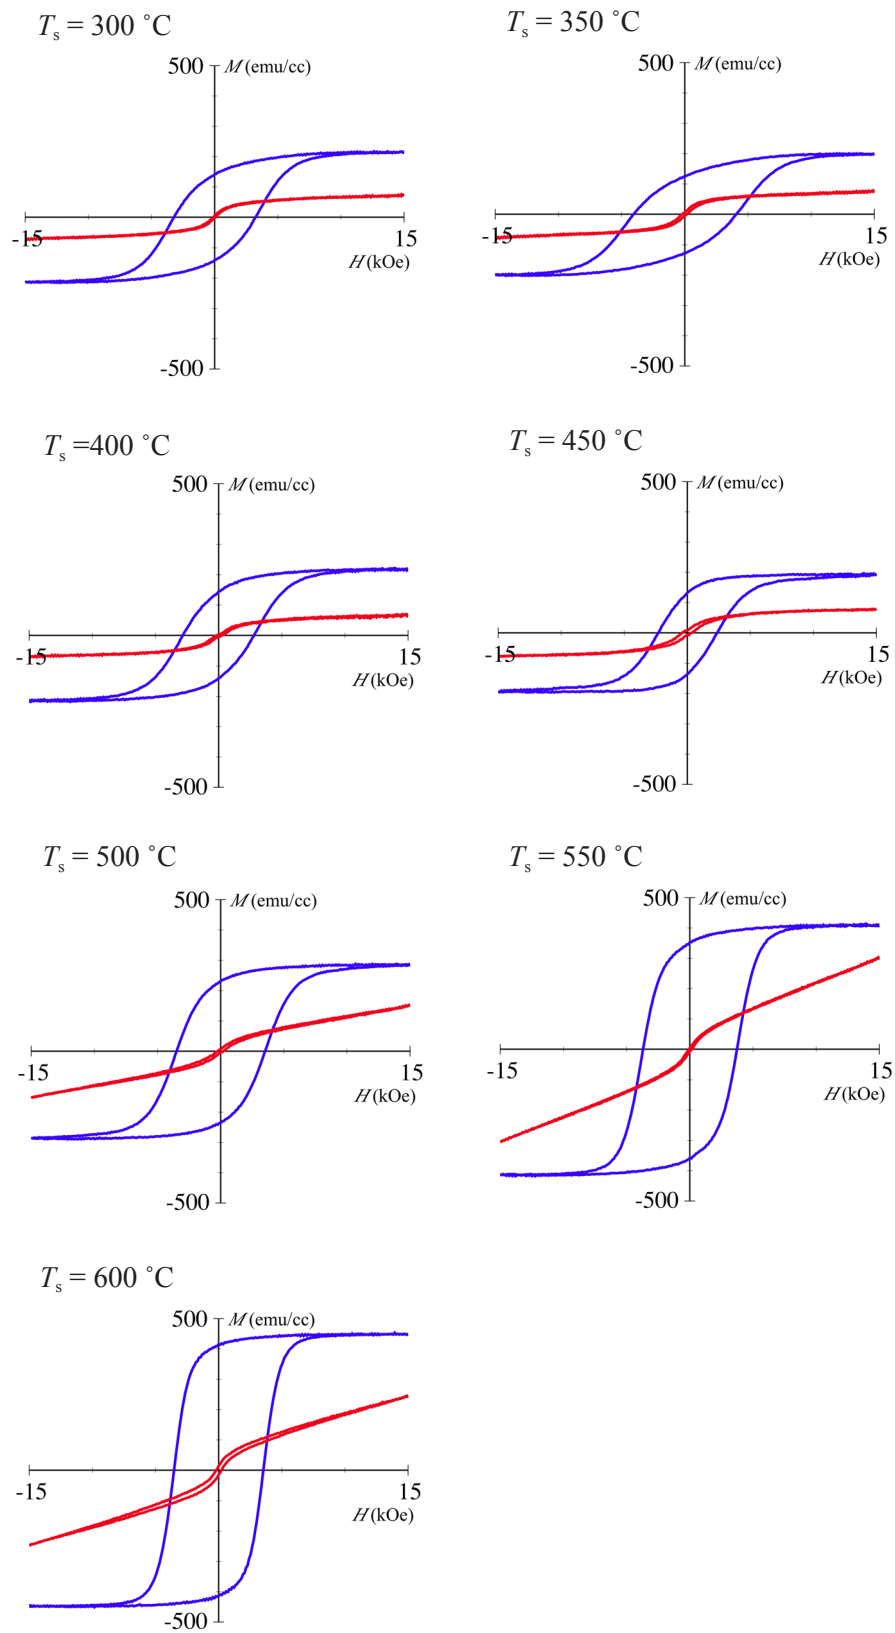 Tₛ = 300 ˚C
500 M (emu/cc)
-15 15
H (kOe)
-500
Tₛ = 350 ˚C
500 M (emu/cc)
-15 15
H (kOe)
-500
Tₛ =400 ˚C
500 M (emu/cc)
-15 15
H (kOe)
-500
Tₛ = 450 ˚C
500 M (emu/cc)
-15 15
H (kOe)
-500
Tₛ = 500 ˚C
500 M (emu/cc)
-15 15
H (kOe)
-500
Tₛ = 550 ˚C
500 M (emu/cc)
-15 15
H (kOe)
-500
Tₛ = 600 ˚C
500 M (emu/cc)
-15 15
H (kOe)
-500